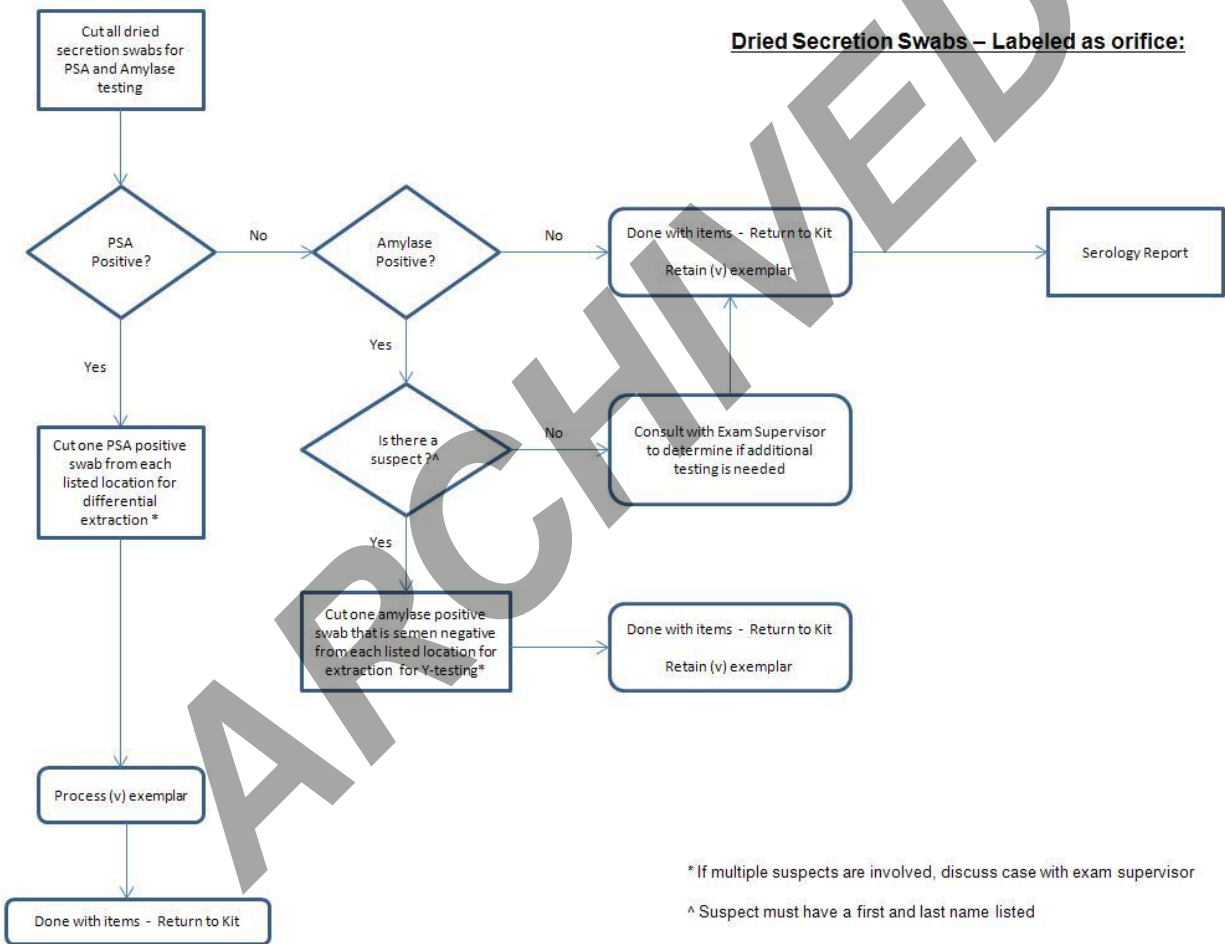 Dried Secretion Swabs – Labeled as orifice:
Cut all dried
secretion swabs for
PSA and Amylase
testing
PSA
Positive?
No
Amylase
Positive?
No
Done with items - Return to Kit
Retain (v) exemplar
Serology Report
Yes
Yes
Cut one PSA positive
swab from each
listed location for
differential
extraction *
Is there a
suspect ?^
No
Consult with Exam Supervisor
to determine if additional
testing is needed
Yes
Cut one amylase positive
swab that is semen negative
from each listed location for
extraction for Y-testing*
Done with items - Return to Kit
Retain (v) exemplar
Process (v) exemplar
Done with items - Return to Kit
* If multiple suspects are involved, discuss case with exam supervisor
^ Suspect must have a first and last name listed
ARCHIVED